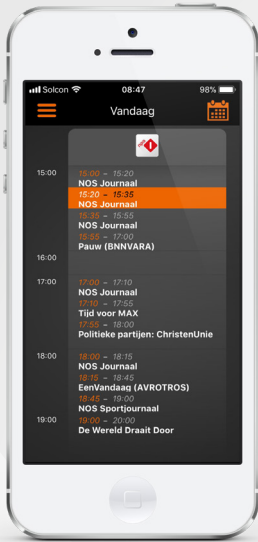 Solcon 08:47 98%
Vandaag
15:00 15:00 – 15:20
NOS Journaal
15:20 – 15:35
NOS Journaal
15:35 – 15:55
NOS Journaal
15:55 – 17:00
Pauw (BNNVARA)
16:00
17:00 17:00 – 17:10
NOS Journaal
17:10 – 17:55
Tijd voor MAX
17:55 – 18:00
Politieke partijen: ChristenUnie
18:00 18:00 – 18:15
NOS Journaal
18:15 – 18:45
EenVandaag (AVROTROS)
18:45 – 19:00
NOS Sportjournaal
19:00 19:00 – 20:00
De Wereld Draait Door